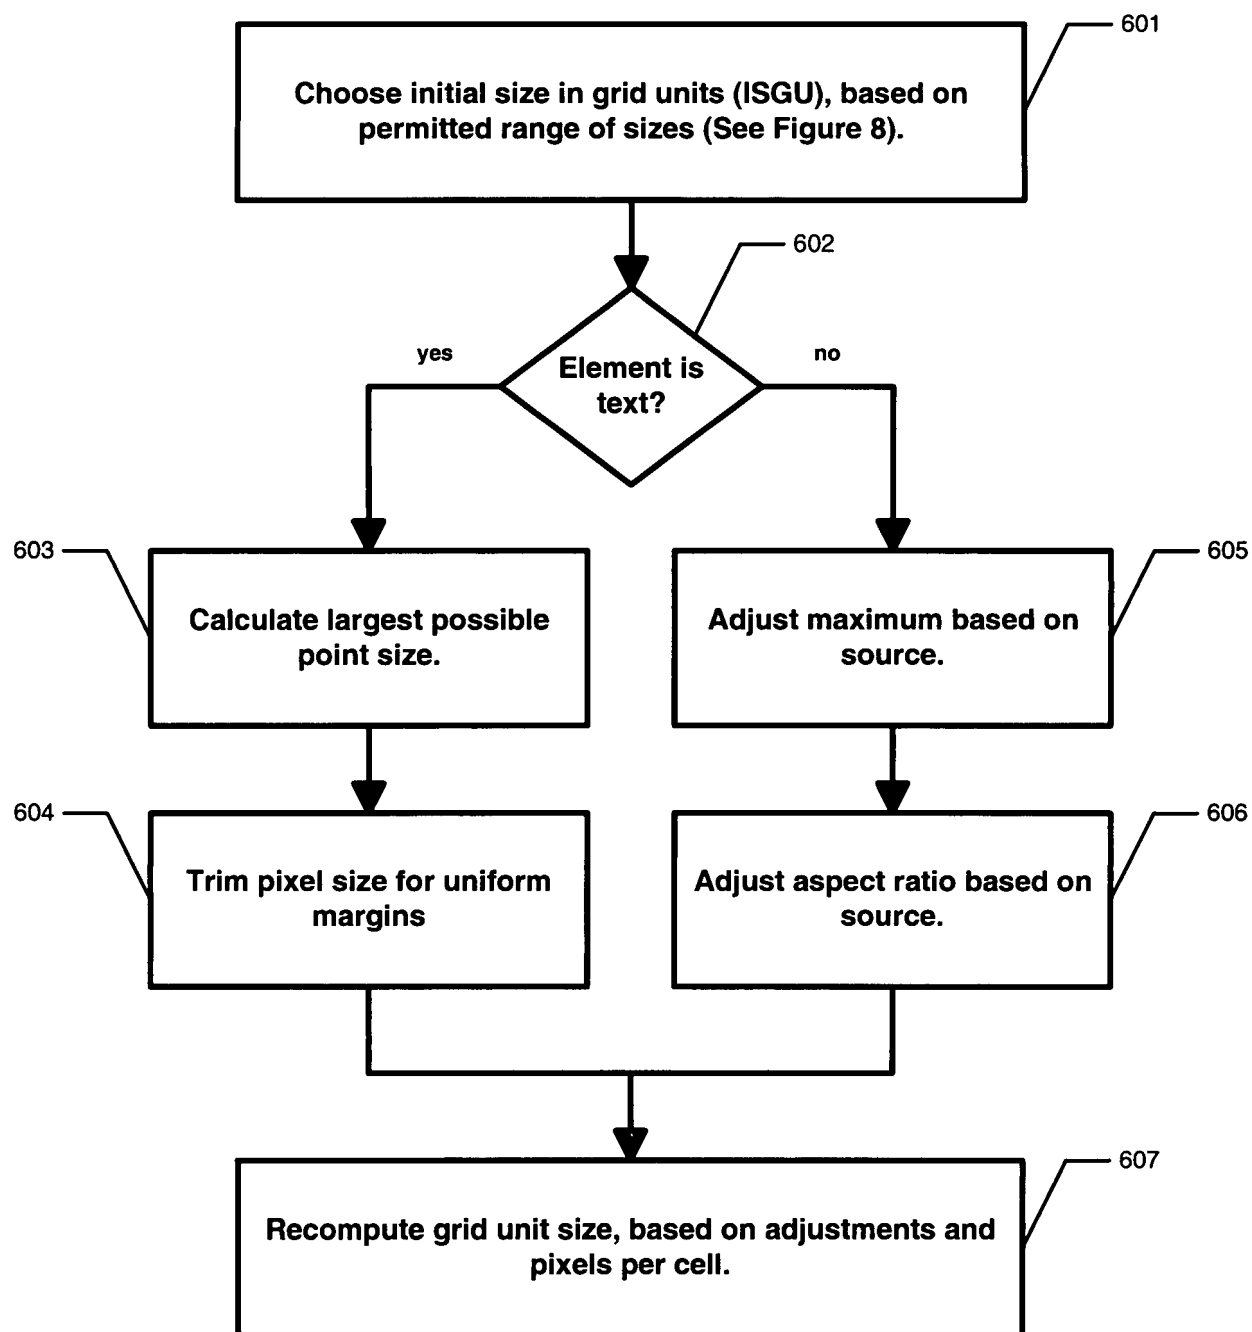 601
Choose initial size in grid units (ISGU), based on
permitted range of sizes (See Figure 8).
602
yes
Element is
text?
no
603
Calculate largest possible
point size.
605
Adjust maximum based on
source.
604
Trim pixel size for uniform
margins
606
Adjust aspect ratio based on
source.
607
Recompute grid unit size, based on adjustments and
pixels per cell.